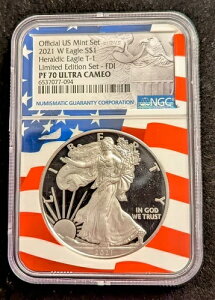 Official US Mint Set
2021 W Eagle S$1
Heraldic Eagle T-1
Limited Edition Set - FDI
PF 70 ULTRA CAMEO
6537077-094
NUMISMATIC GUARANTY CORPORATION
NGC
LIBERTY
IN GOD
WE TRUST
2021